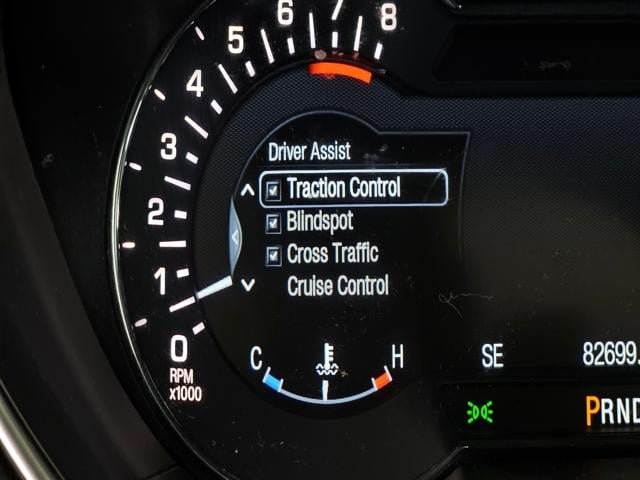 8
7
6
5
4
3
2
1
0
RPM
x1000
Driver Assist
Traction Control
Blindspot
Cross Traffic
Cruise Control
C H
SE 82699.
PRND